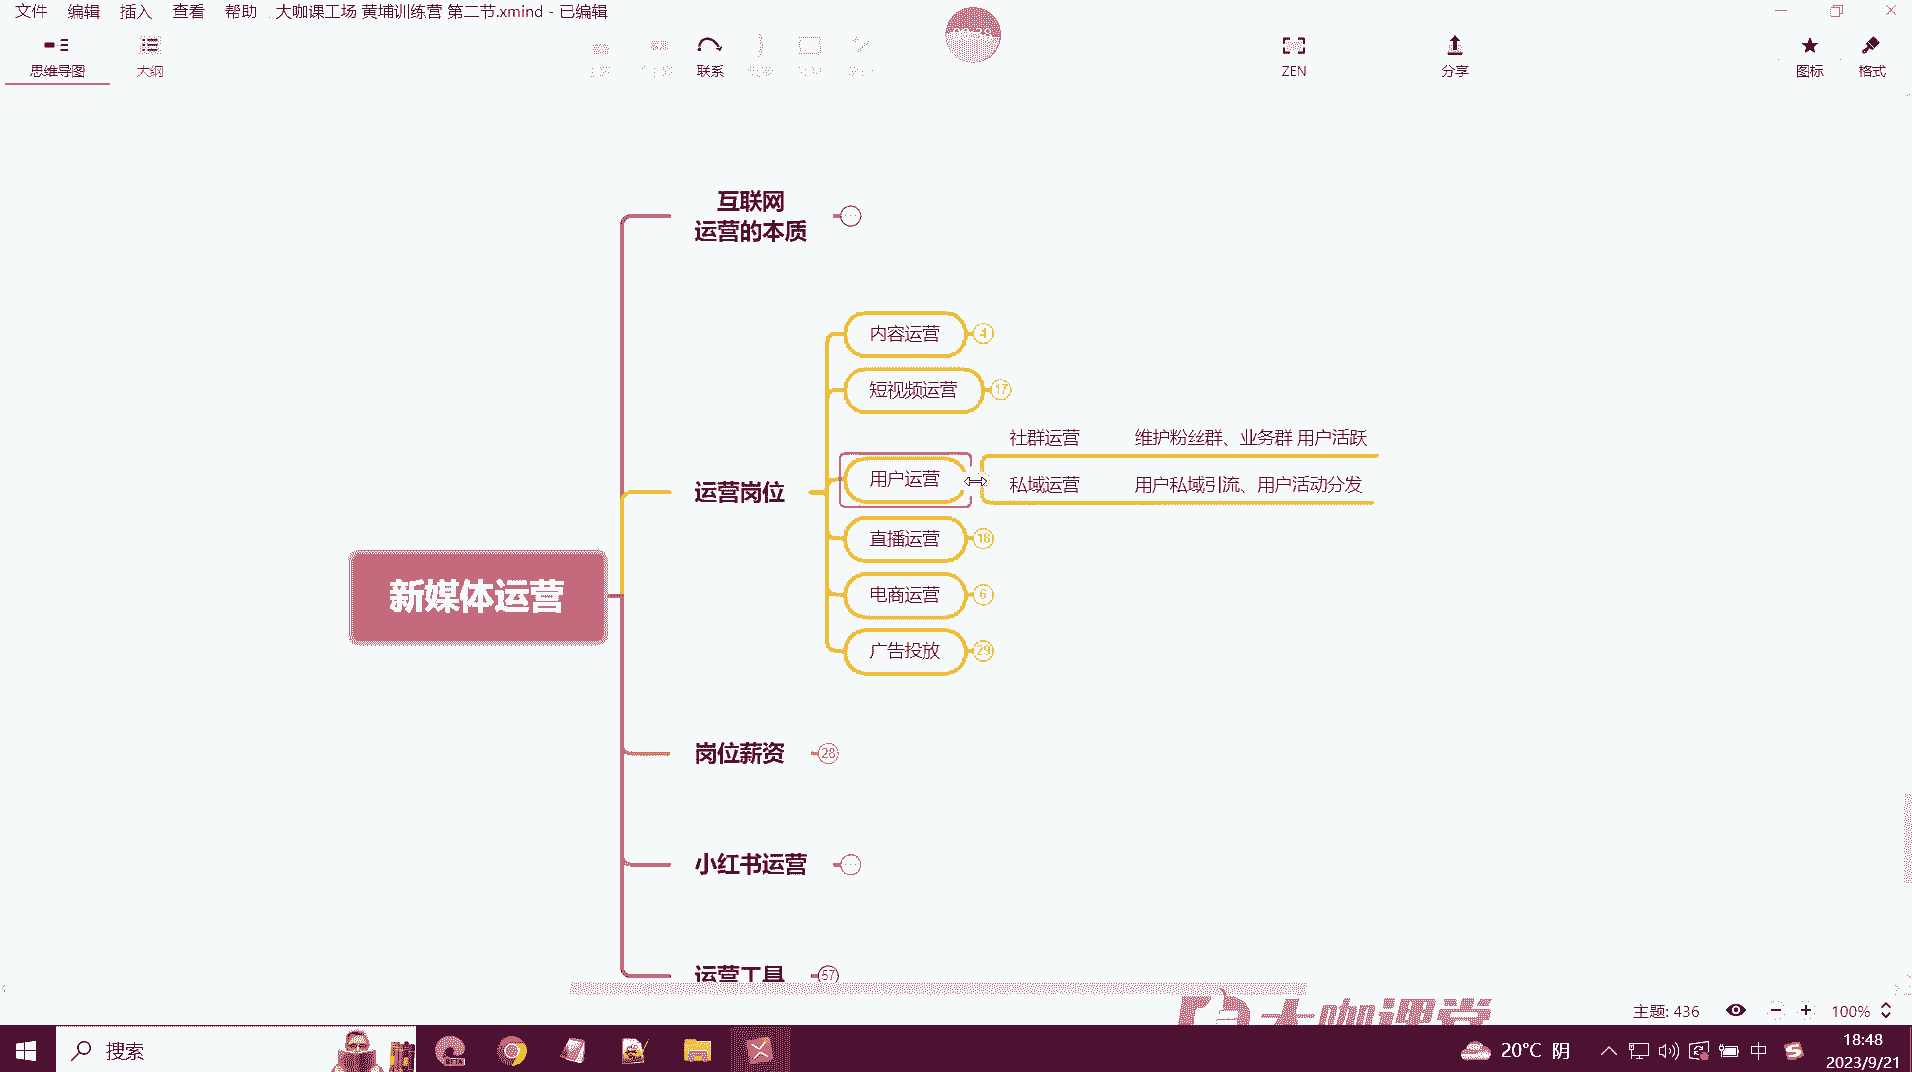 文件 编辑 插入 查看 帮助 大咖课工场 黄埔训练营 第二节.xmind - 已编辑
思维导图 大纲 联系 ZEN 分享 图标 格式
互联网
运营的本质
内容运营 4
短视频运营 17
社群运营 维护粉丝群、业务群 用户活跃
用户运营
私域运营 用户私域引流、用户活动分发
运营岗位
直播运营 18
电商运营 6
新媒体运营
广告投放 29
岗位薪资 28
小红书运营
运营工具 57
大咖课堂
主题: 436 100%
搜索 20°C 阴 中 18:48
2023/9/21